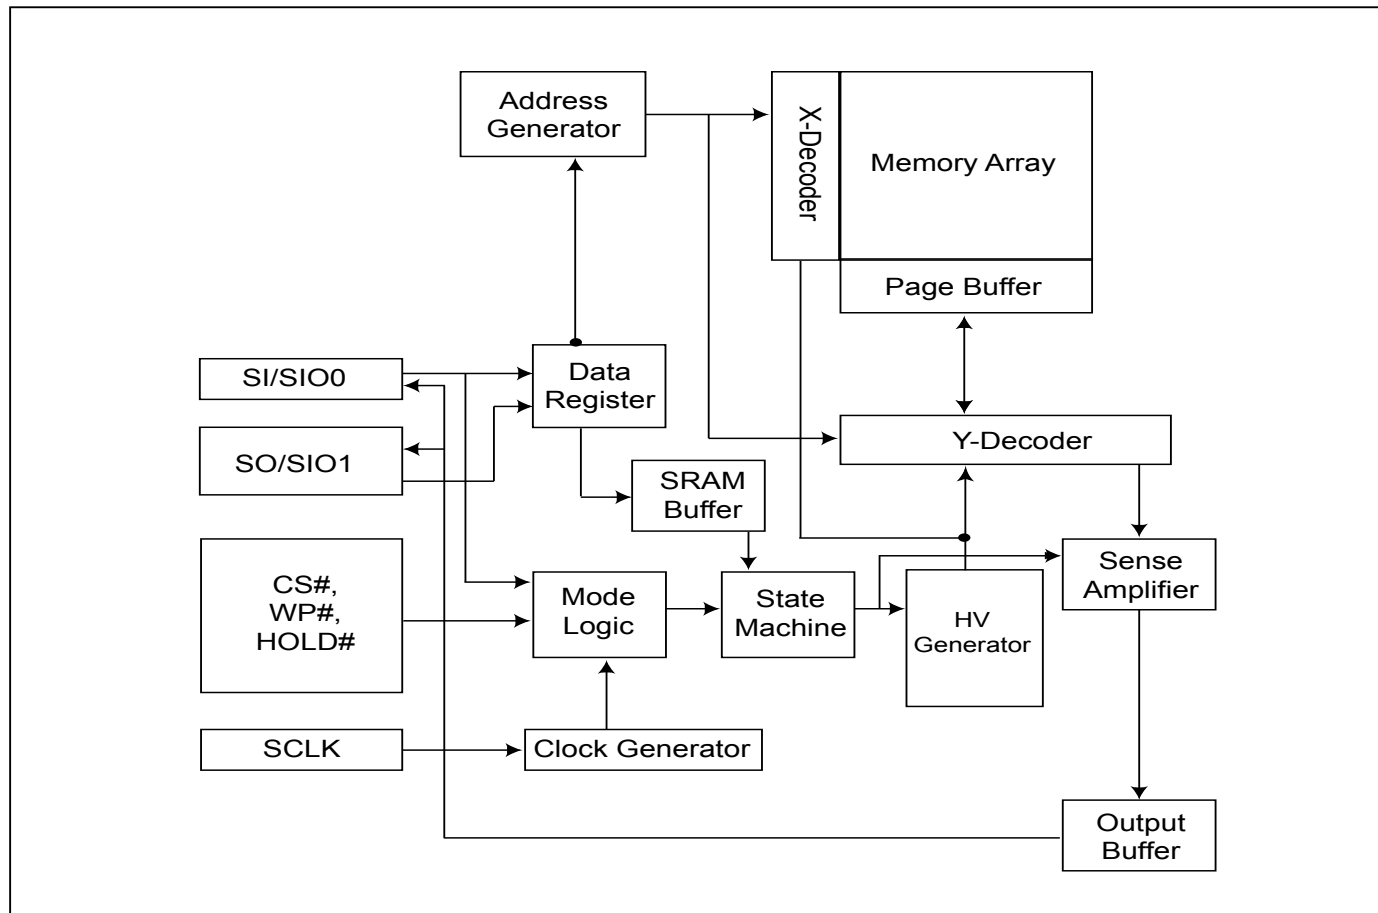 Address
Generator
X-Decoder
Memory Array
Page Buffer
SI/SIO0
Data
Register
SO/SIO1
Y-Decoder
SRAM
Buffer
CS#,
WP#,
HOLD#
Mode
Logic
State
Machine
HV
Generator
Sense
Amplifier
SCLK
Clock Generator
Output
Buffer